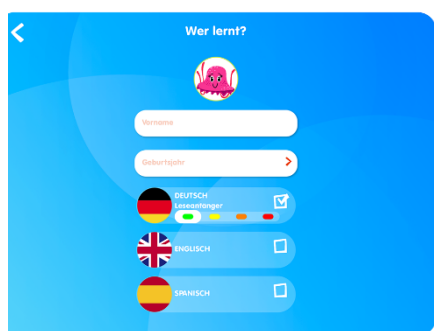 Wer lernt?
Vorname
Geburtsjahr
DEUTSCH
Leseanfänger
ENGLISCH
SPANISCH